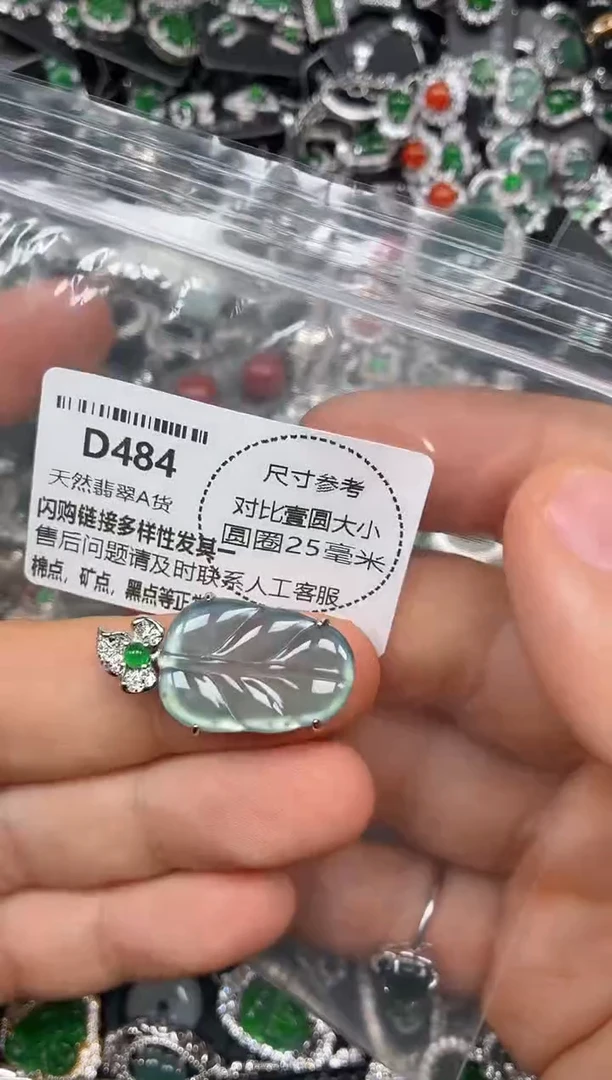 D484
天然翡翠A货
闪购链接多样性发其一
售后问题请及时联系人工客服
棉点，矿点，黑点等正
尺寸参考
对比壹圆大小
圆圈25毫米